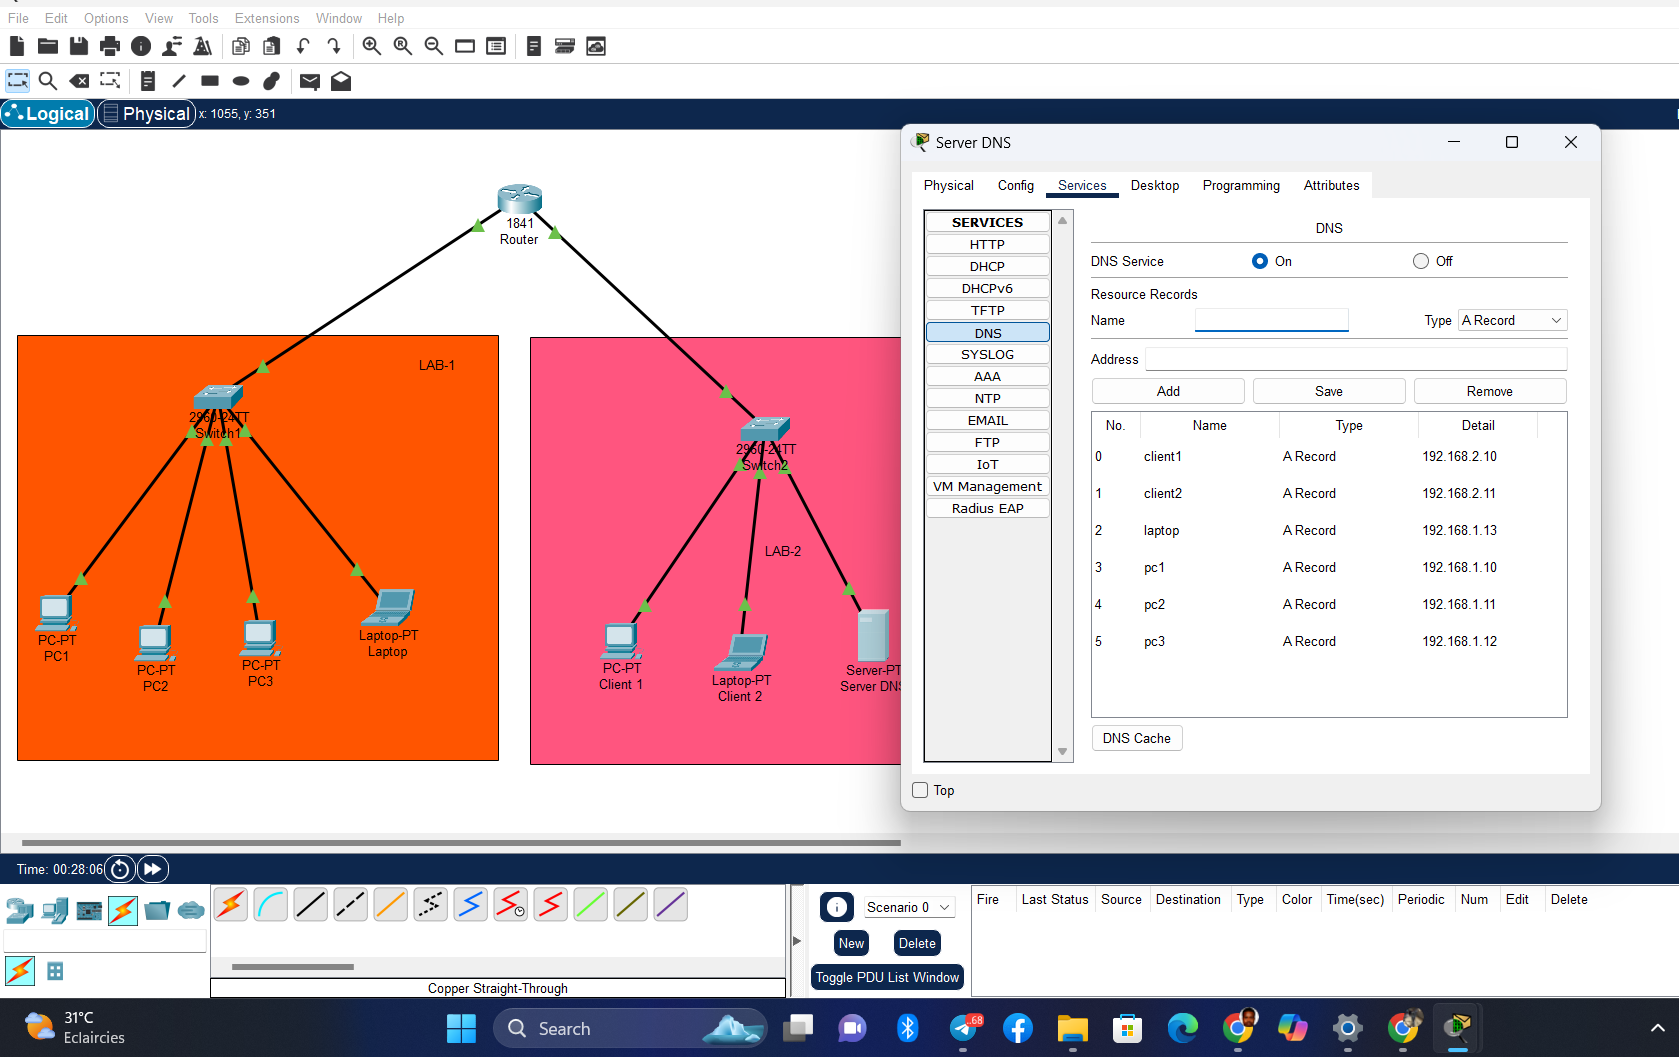 File Edit Options View Tools Extensions Window Help
Logical Physical x: 1055, y: 351
1841
Router
LAB-1
2960-24TT
Switch1
PC-PT
PC1
PC-PT
PC2
PC-PT
PC3
Laptop-PT
Laptop
2960-24TT
Switch2
LAB-2
PC-PT
Client 1
Laptop-PT
Client 2
Server-PT
Server DNS
Server DNS
Physical Config Services Desktop Programming Attributes
SERVICES
HTTP
DHCP
DHCPv6
TFTP
DNS
SYSLOG
AAA
NTP
EMAIL
FTP
IoT
VM Management
Radius EAP
DNS
DNS Service On Off
Resource Records
Name Type A Record
Address
Add Save Remove
No. Name Type Detail
0 client1 A Record 192.168.2.10
1 client2 A Record 192.168.2.11
2 laptop A Record 192.168.1.13
3 pc1 A Record 192.168.1.10
4 pc2 A Record 192.168.1.11
5 pc3 A Record 192.168.1.12
DNS Cache
Top
Time: 00:28:06
Copper Straight-Through
Scenario 0
New Delete
Toggle PDU List Window
Fire Last Status Source Destination Type Color Time(sec) Periodic Num Edit Delete
31°C
Eclaircies
Search
.68